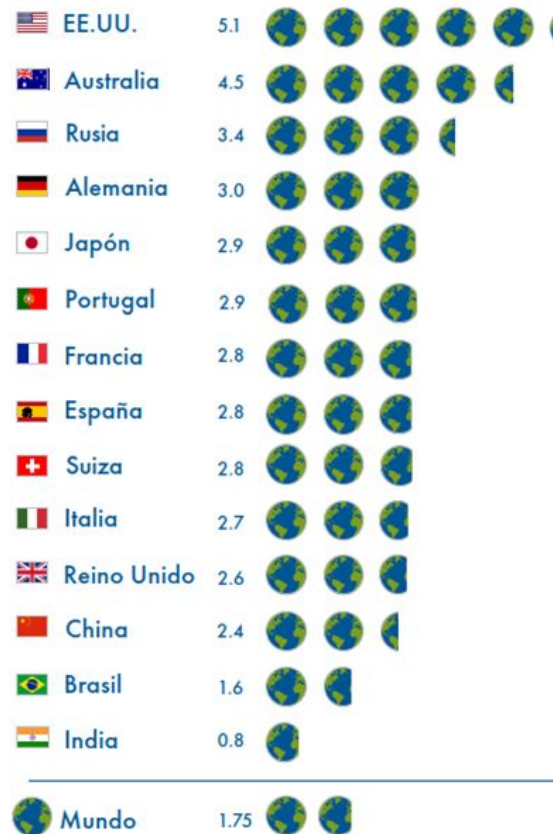 EE.UU. 5.1
Australia 4.5
Rusia 3.4
Alemania 3.0
Japón 2.9
Portugal 2.9
Francia 2.8
España 2.8
Suiza 2.8
Italia 2.7
Reino Unido 2.6
China 2.4
Brasil 1.6
India 0.8
Mundo 1.75